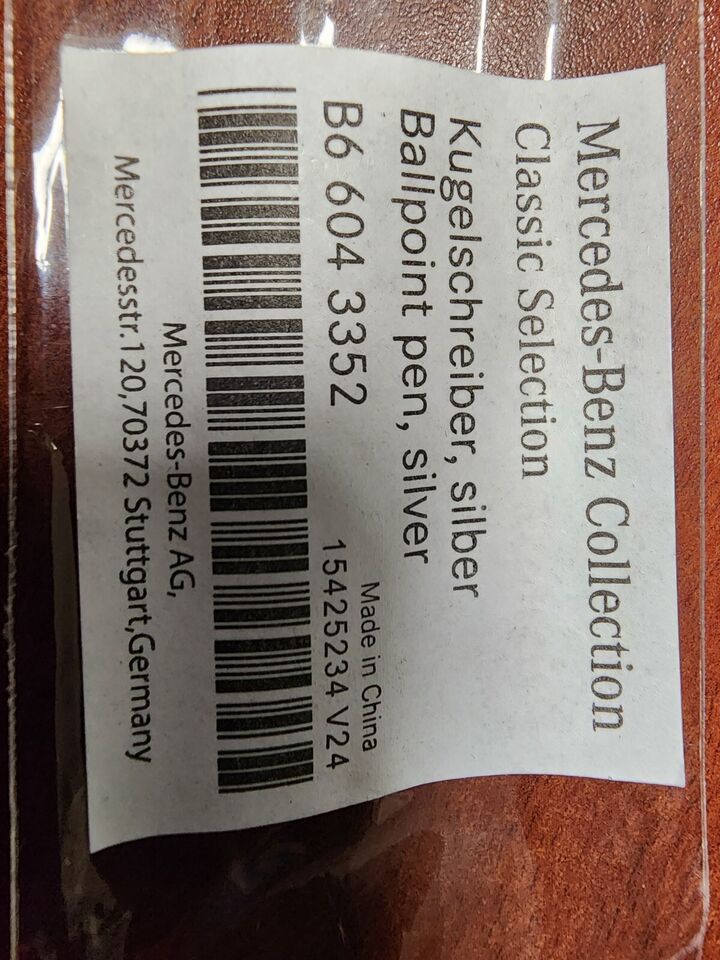 Mercedes-Benz Collection
Classic Selection
Kugelschreiber, silber
Ballpoint pen, silver
Made in China
B6 604 3352
15425234 V24
Mercedes-Benz AG,
Mercedesstr.120,70372 Stuttgart,Germany